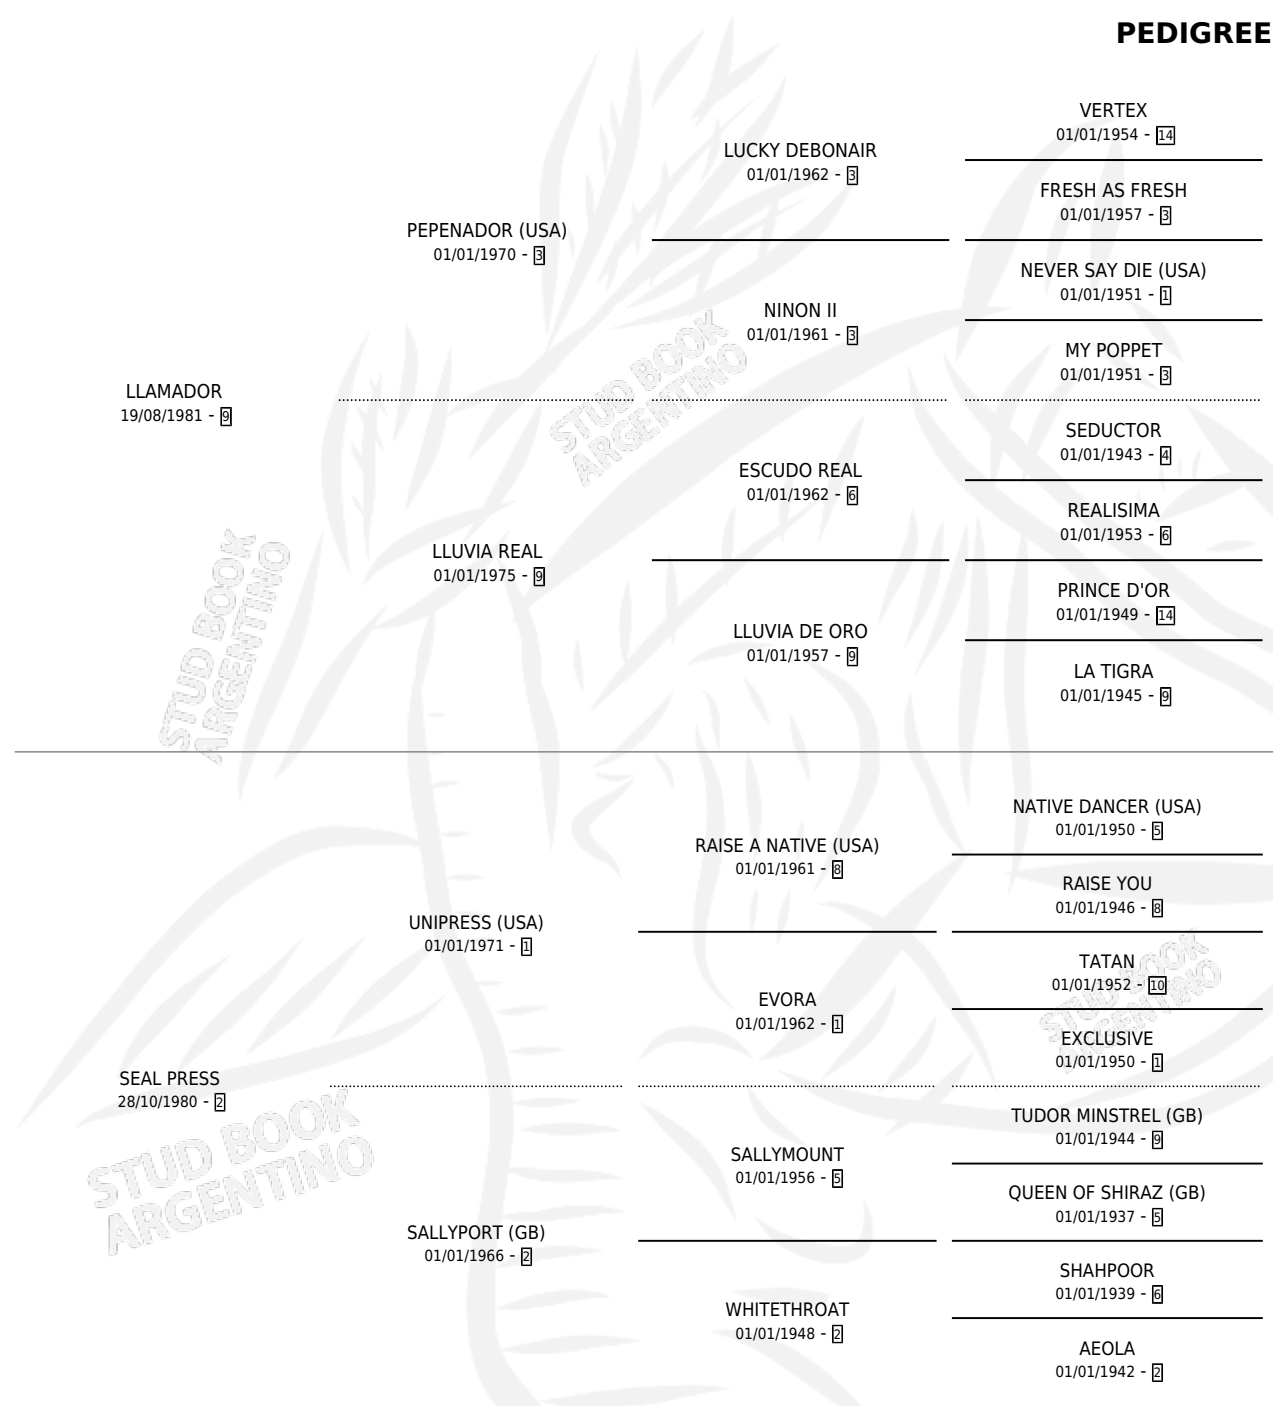 PEDIGREE
VERTEX
01/01/1954 - 14
LUCKY DEBONAIR
01/01/1962 - 3
FRESH AS FRESH
01/01/1957 - 3
PEPENADOR (USA)
01/01/1970 - 3
NEVER SAY DIE (USA)
01/01/1951 - 1
NINON II
01/01/1961 - 3
MY POPPET
01/01/1951 - 3
LLAMADOR
19/08/1981 - 9
SEDUCTOR
01/01/1943 - 4
ESCUDO REAL
01/01/1962 - 6
REALISIMA
01/01/1953 - 6
LLUVIA REAL
01/01/1975 - 9
PRINCE D'OR
01/01/1949 - 14
LLUVIA DE ORO
01/01/1957 - 9
LA TIGRA
01/01/1945 - 9
NATIVE DANCER (USA)
01/01/1950 - 5
RAISE A NATIVE (USA)
01/01/1961 - 8
RAISE YOU
01/01/1946 - 8
UNIPRESS (USA)
01/01/1971 - 1
TATAN
01/01/1952 - 10
EVORA
01/01/1962 - 1
EXCLUSIVE
01/01/1950 - 1
SEAL PRESS
28/10/1980 - 2
TUDOR MINSTREL (GB)
01/01/1944 - 9
SALLYMOUNT
01/01/1956 - 5
QUEEN OF SHIRAZ (GB)
01/01/1937 - 5
SALLYPORT (GB)
01/01/1966 - 2
SHAHPOOR
01/01/1939 - 6
WHITETHROAT
01/01/1948 - 2
AEOLA
01/01/1942 - 2
STUD BOOK
ARGENTINO
STUD BOOK
ARGENTINO
STUD BOOK
ARGENTINO
STUD BOOK
ARGENTINO